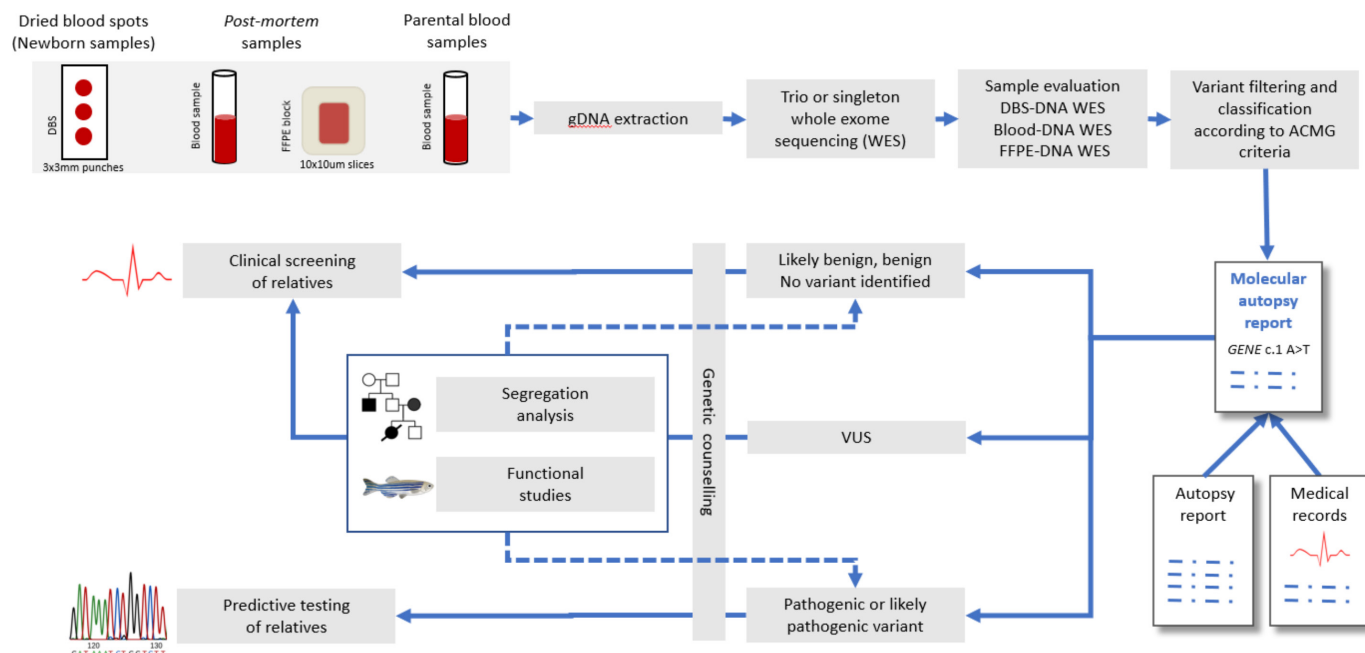 Dried blood spots
(Newborn samples)
Post-mortem
samples
Parental blood
samples
DBS
3x3mm punches
Blood sample
FFPE block
10x10um slices
Blood sample
gDNA extraction
Trio or singleton
whole exome
sequencing (WES)
Sample evaluation
DBS-DNA WES
Blood-DNA WES
FFPE-DNA WES
Variant filtering and
classification
according to ACMG
criteria
Molecular
autopsy
report
GENE c.1 A>T
Autopsy
report
Medical
records
Likely benign, benign
No variant identified
VUS
Pathogenic or likely
pathogenic variant
Genetic counselling
Clinical screening
of relatives
Segregation
analysis
Functional
studies
Predictive testing
of relatives
120
130